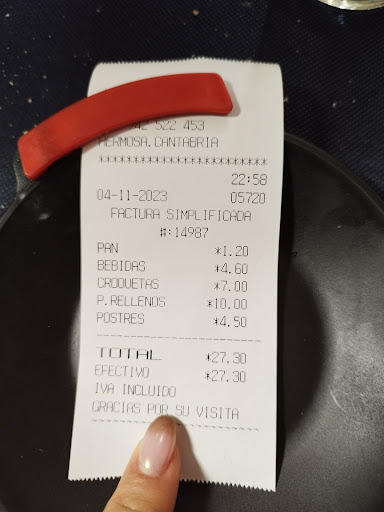 42 522 453
HERMOSA.CANTABRIA
*************************
22:58
04-11-2023 05720
FACTURA SIMPLIFICADA
#:14987
PAN *1.20
BEBIDAS *4.60
CROQUETAS *7.00
P.RELLENOS *10.00
POSTRES *4.50
TOTAL *27.30
EFECTIVO *27.30
IVA INCLUIDO
GRACIAS POR SU VISITA